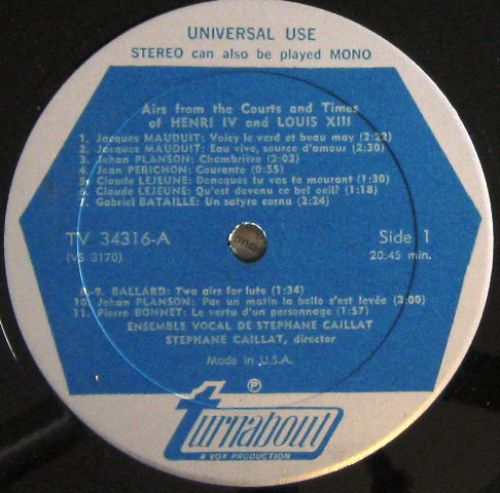 UNIVERSAL USE
STEREO can also be played MONO
Airs from the Courts and Times
of HENRI IV and LOUIS XIII
1. Jacques MAUDUIT: Voicy le verd et beau may (2:22)
2. Jacques MAUDUIT: Eau vive, source d'amour (2:30)
3. Jehan PLANSON: Chambrière (2:03)
4. Jean PERICHON: Courante (0:55)
5. Claude LEJEUNE: Doncques tu vas te mourant (1:30)
6. Claude LEJEUNE: Qu'est devenu ce bel oeil? (1:18)
7. Gabriel BATAILLE: Un satyre cornu (2:24)
TV 34316-A Side 1
(VS 3170) 20:45 min.
8.-9. BALLARD: Two airs for lute (1:34)
10. Jehan PLANSON: Par un matin la belle s'est levée (2:00)
11. Pierre BONNET: Le vertu d'un personnage (1:57)
ENSEMBLE VOCAL DE STEPHANE CAILLAT
STEPHANE CAILLAT, director
Made in U.S.A.
℗
turnabout
A VOX PRODUCTION